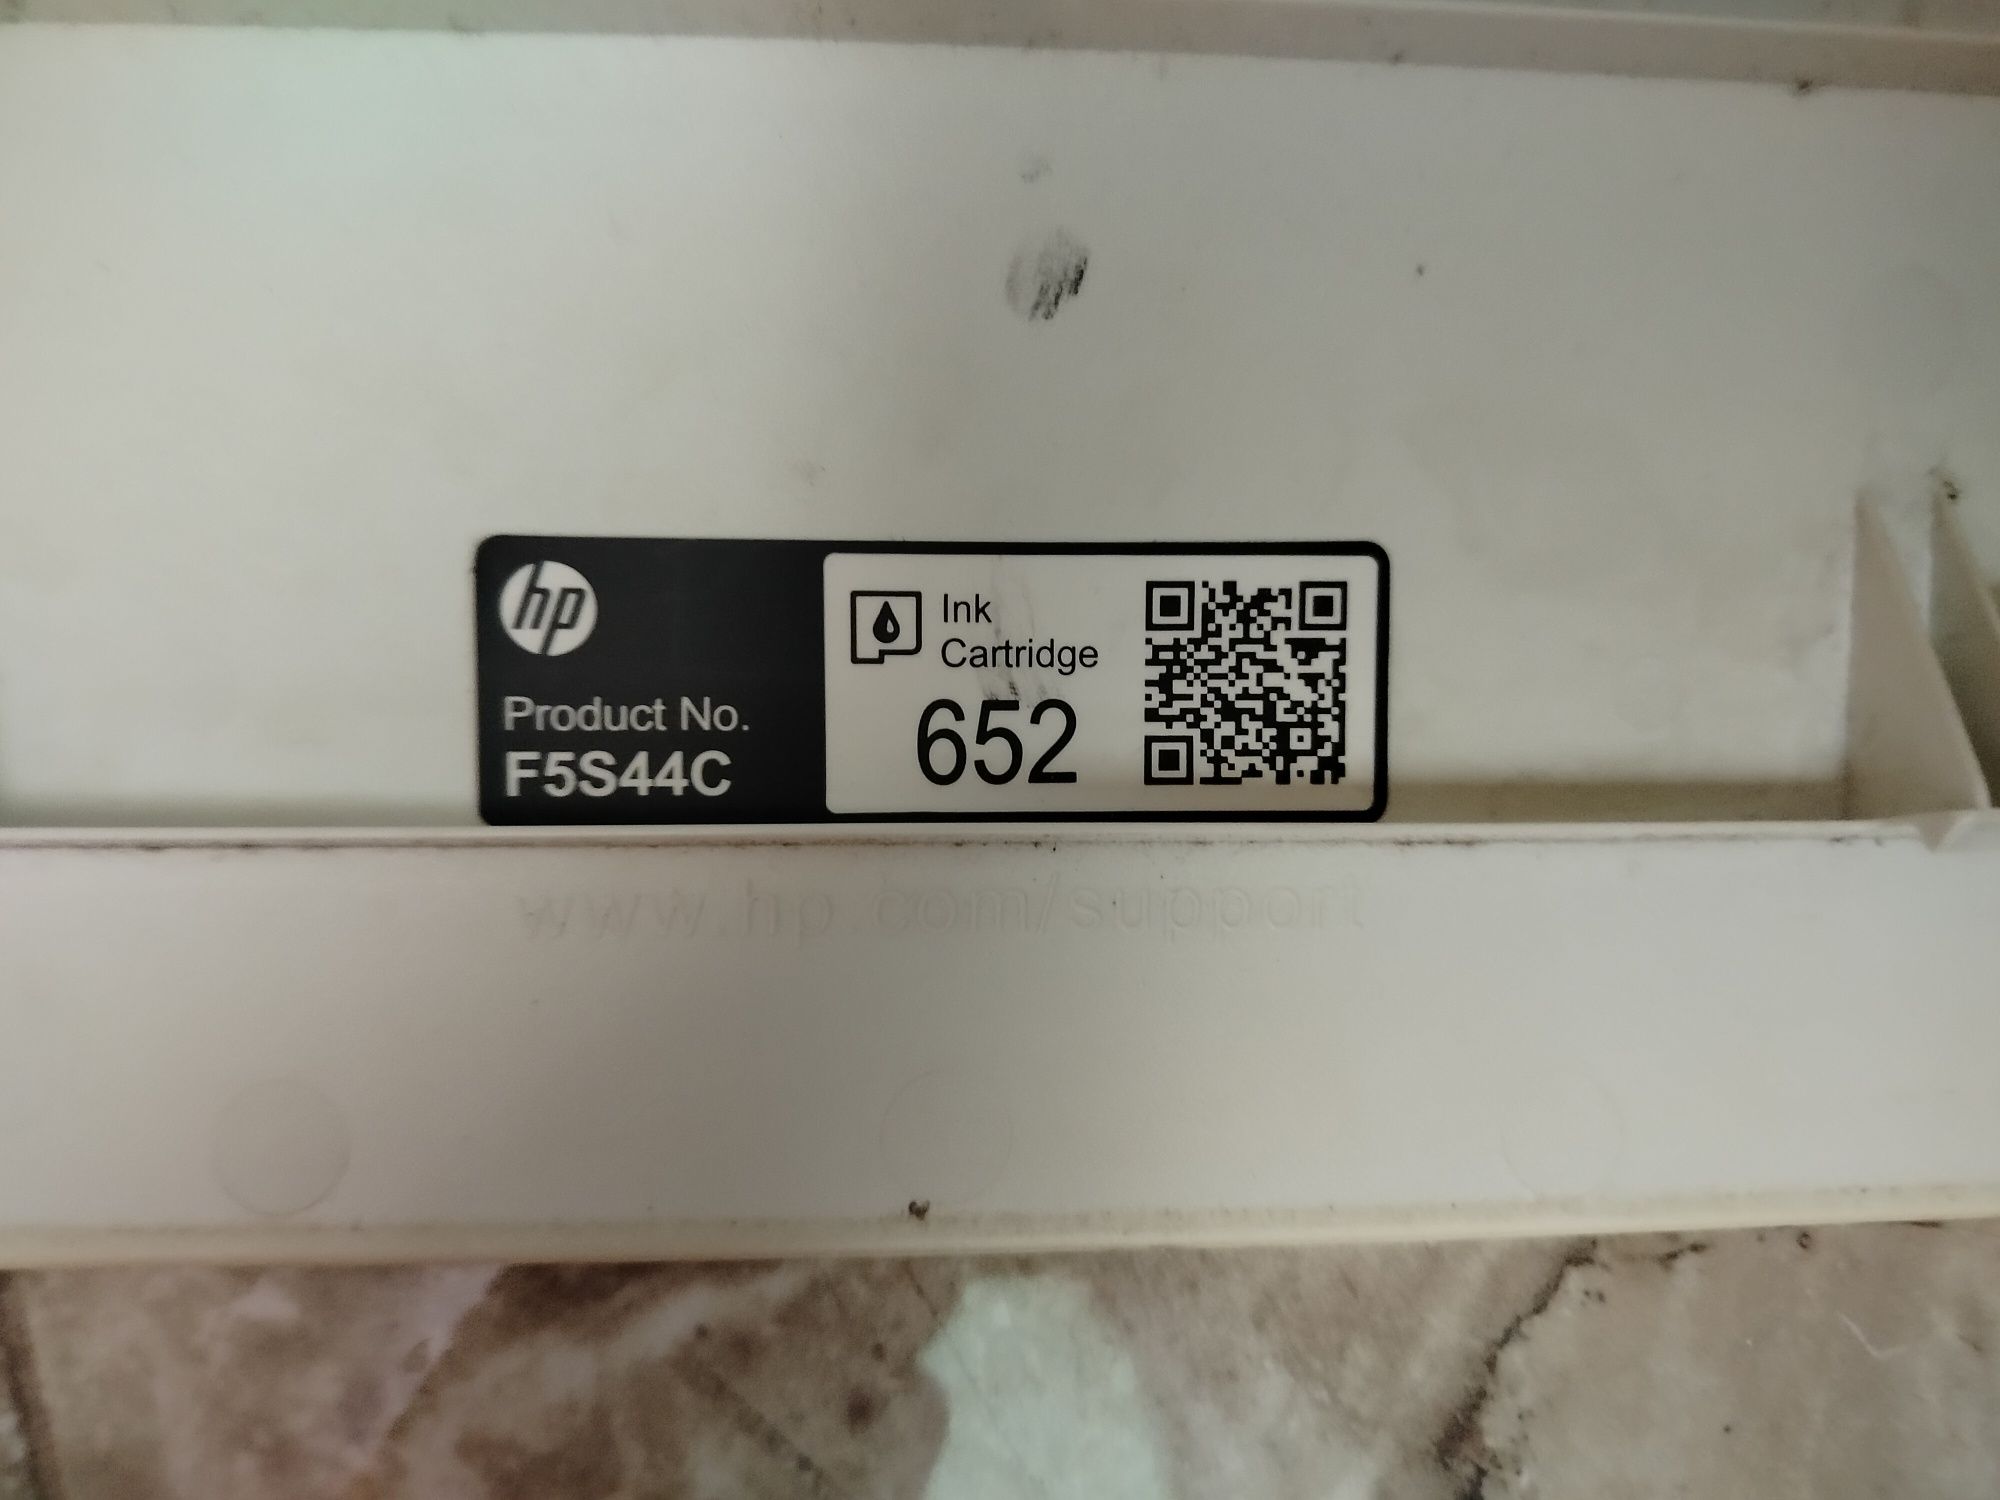 hp
Product No.
F5S44C
Ink
Cartridge
652
www.hp.com/support